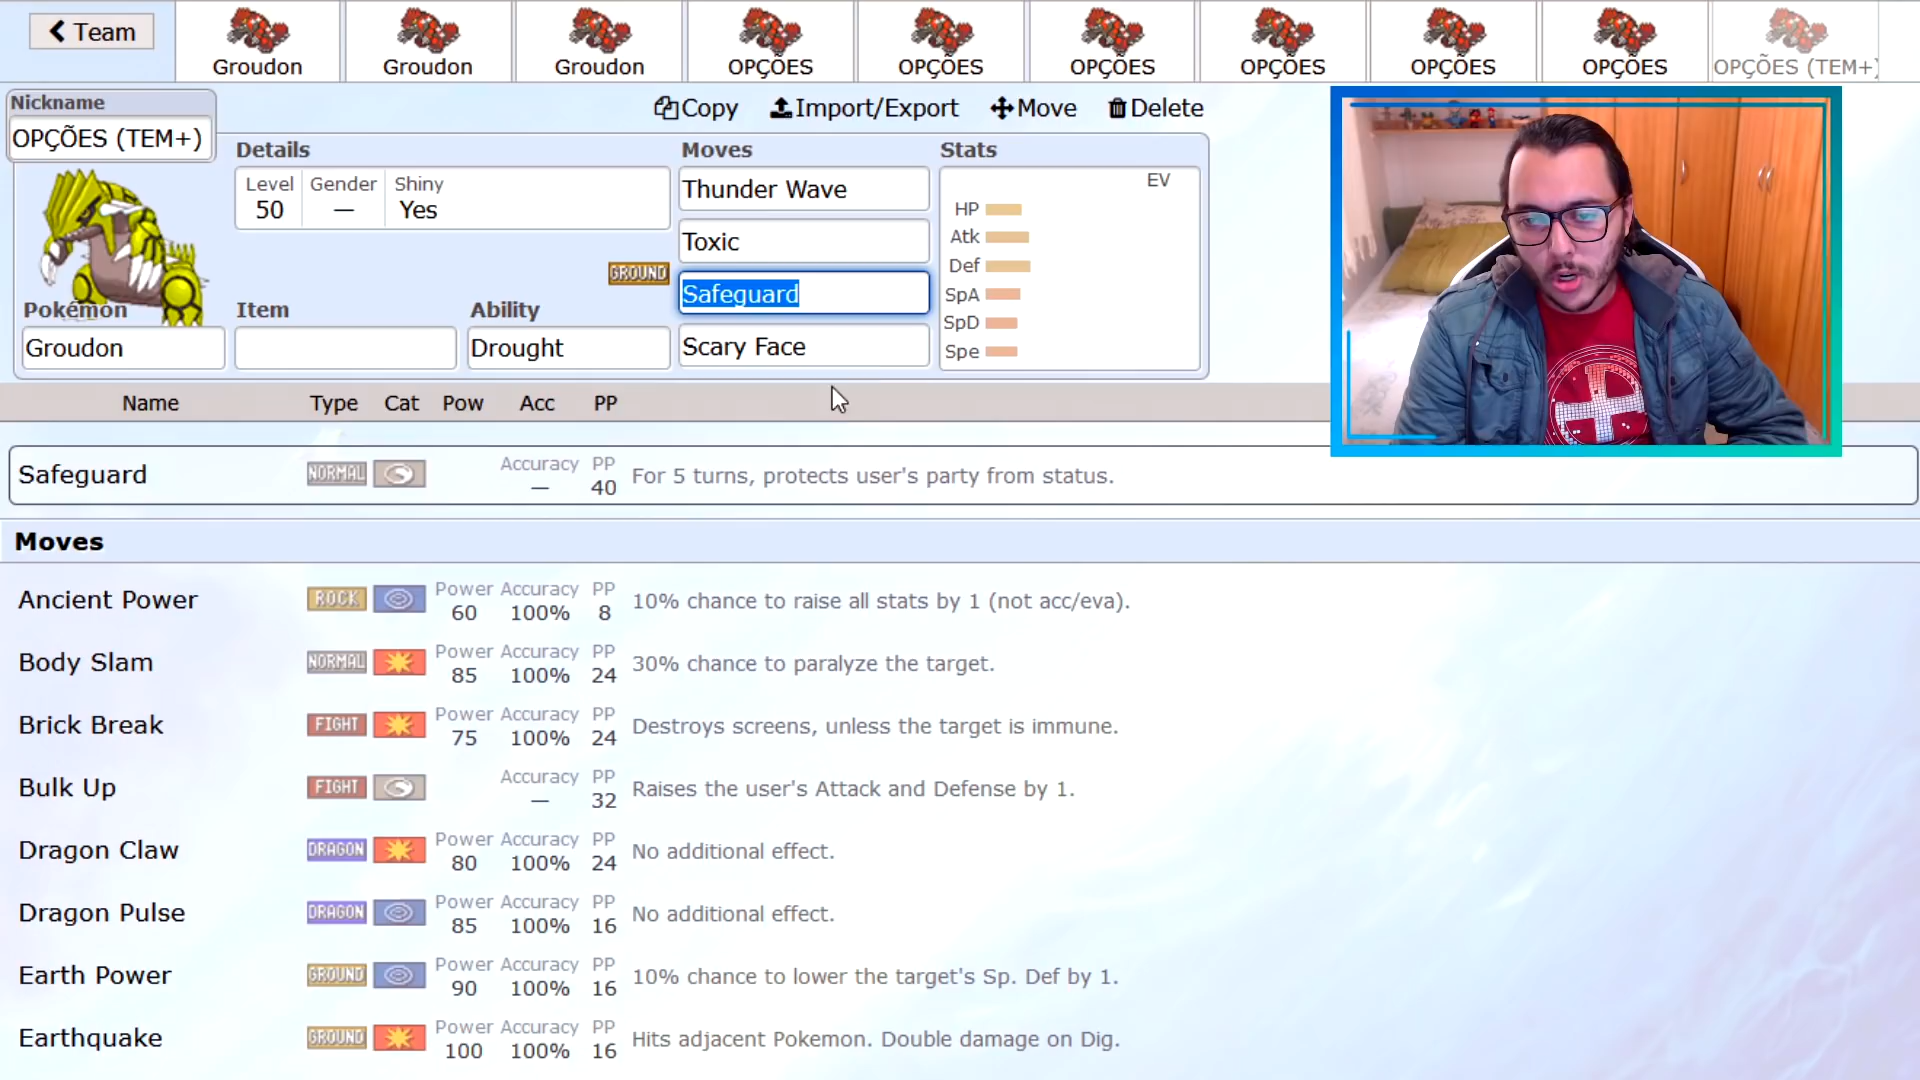 Team
Groudon
Groudon
Groudon
OPÇÕES
OPÇÕES
OPÇÕES
OPÇÕES
OPÇÕES
OPÇÕES
OPÇÕES (TEM+)
Nickname
OPÇÕES (TEM+)
Copy
Import/Export
Move
Delete
Details
Level
50
Gender
—
Shiny
Yes
GROUND
Pokémon
Groudon
Item
Ability
Drought
Moves
Thunder Wave
Toxic
Safeguard
Scary Face
Stats
EV
HP
Atk
Def
SpA
SpD
Spe
Name Type Cat Pow Acc PP
Safeguard NORMAL Accuracy — PP 40 For 5 turns, protects user's party from status.
Moves
Ancient Power ROCK Power 60 Accuracy 100% PP 8 10% chance to raise all stats by 1 (not acc/eva).
Body Slam NORMAL Power 85 Accuracy 100% PP 24 30% chance to paralyze the target.
Brick Break FIGHT Power 75 Accuracy 100% PP 24 Destroys screens, unless the target is immune.
Bulk Up FIGHT Accuracy — PP 32 Raises the user's Attack and Defense by 1.
Dragon Claw DRAGON Power 80 Accuracy 100% PP 24 No additional effect.
Dragon Pulse DRAGON Power 85 Accuracy 100% PP 16 No additional effect.
Earth Power GROUND Power 90 Accuracy 100% PP 16 10% chance to lower the target's Sp. Def by 1.
Earthquake GROUND Power 100 Accuracy 100% PP 16 Hits adjacent Pokemon. Double damage on Dig.